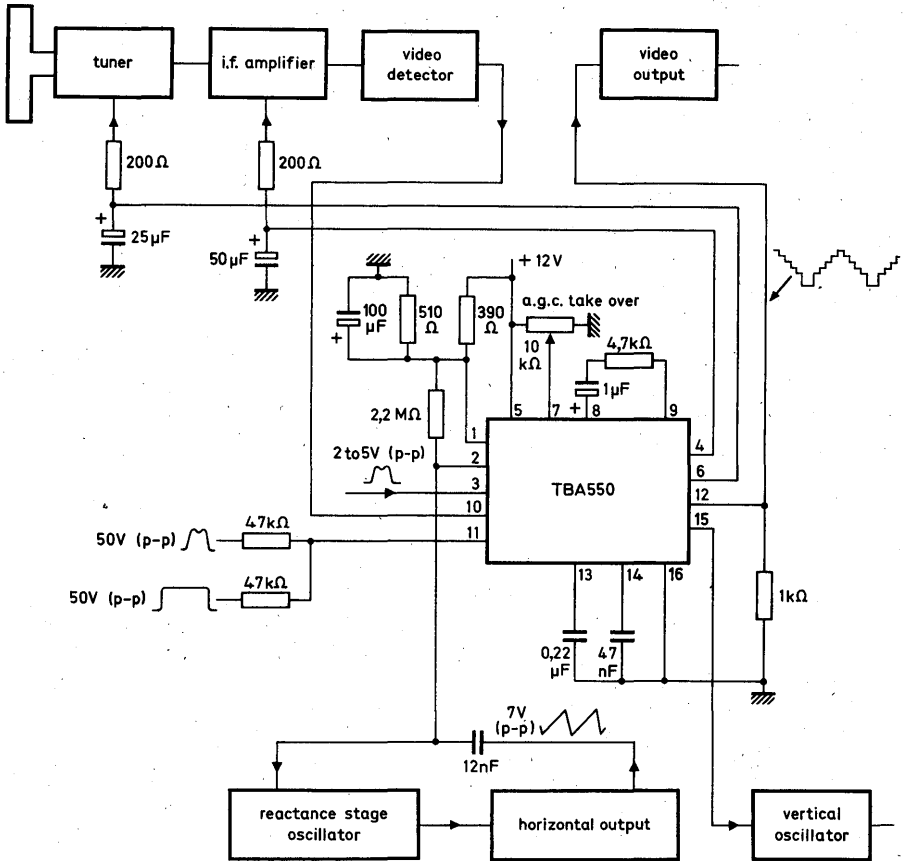 tuner
i.f. amplifier
video
detector
video
output
200Ω
200Ω
+
25µF
50µF
+
+ 12V
100
µF
+
510
Ω
390
Ω
a.g.c. take over
10
kΩ
4,7kΩ
1µF
+
2,2 MΩ
5
7
8
9
1
2
3
10
11
4
6
12
15
TBA550
2 to5V (p-p)
50V (p-p)
47kΩ
50V (p-p)
47kΩ
13
14
16
0,22
µF
47
nF
1kΩ
7V
(p-p)
12nF
reactance stage
oscillator
horizontal output
vertical
oscillator